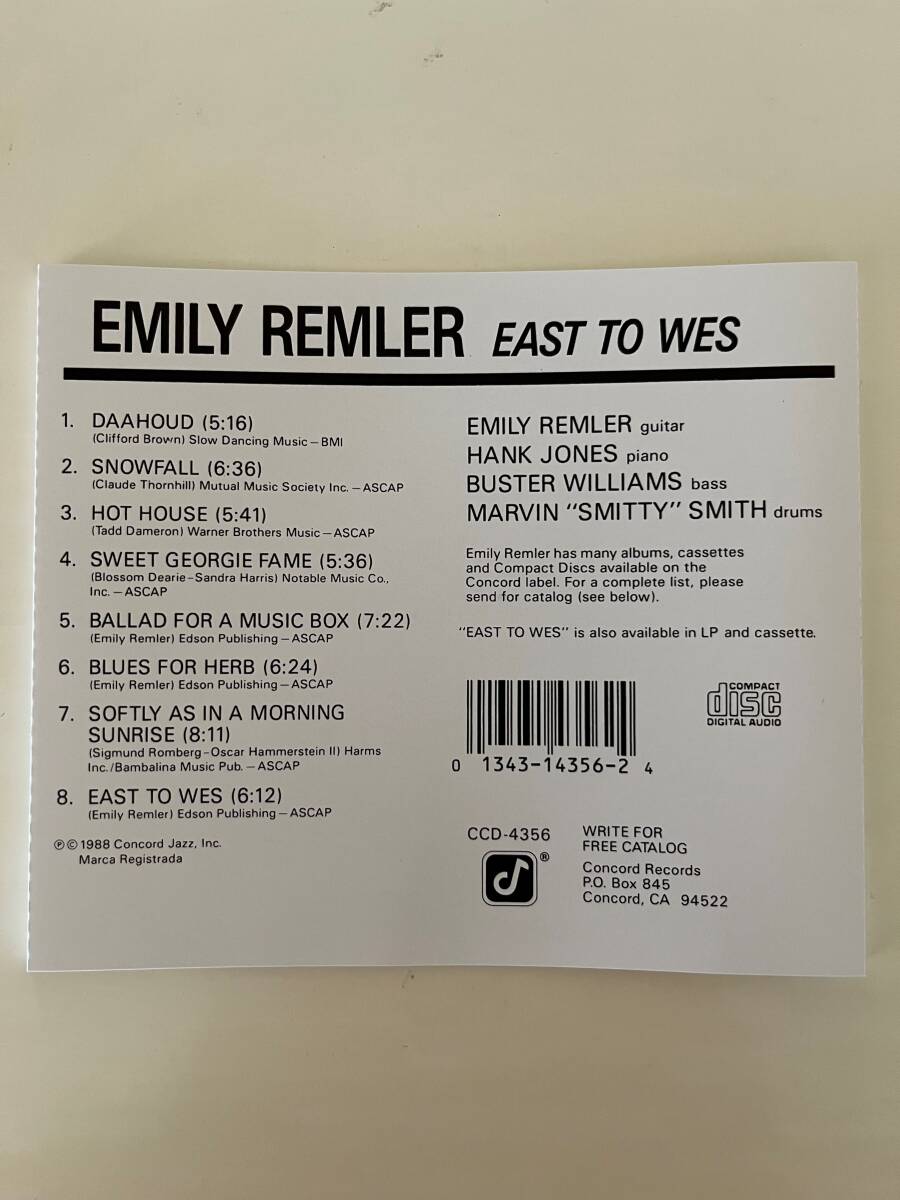 EMILY REMLER EAST TO WES
1. DAAHOUD (5:16)
(Clifford Brown) Slow Dancing Music – BMI
2. SNOWFALL (6:36)
(Claude Thornhill) Mutual Music Society Inc. – ASCAP
3. HOT HOUSE (5:41)
(Tadd Dameron) Warner Brothers Music – ASCAP
4. SWEET GEORGIE FAME (5:36)
(Blossom Dearie – Sandra Harris) Notable Music Co.,
Inc. – ASCAP
5. BALLAD FOR A MUSIC BOX (7:22)
(Emily Remler) Edson Publishing – ASCAP
6. BLUES FOR HERB (6:24)
(Emily Remler) Edson Publishing – ASCAP
7. SOFTLY AS IN A MORNING
SUNRISE (8:11)
(Sigmund Romberg – Oscar Hammerstein II) Harms
Inc./Bambalina Music Pub. – ASCAP
8. EAST TO WES (6:12)
(Emily Remler) Edson Publishing – ASCAP
℗ © 1988 Concord Jazz, Inc.
Marca Registrada
EMILY REMLER guitar
HANK JONES piano
BUSTER WILLIAMS bass
MARVIN "SMITTY" SMITH drums
Emily Remler has many albums, cassettes
and Compact Discs available on the
Concord label. For a complete list, please
send for catalog (see below).
"EAST TO WES" is also available in LP and cassette.
COMPACT
disc
DIGITAL AUDIO
0 1343-14356-2 4
CCD-4356
®
WRITE FOR
FREE CATALOG
Concord Records
P.O. Box 845
Concord, CA 94522